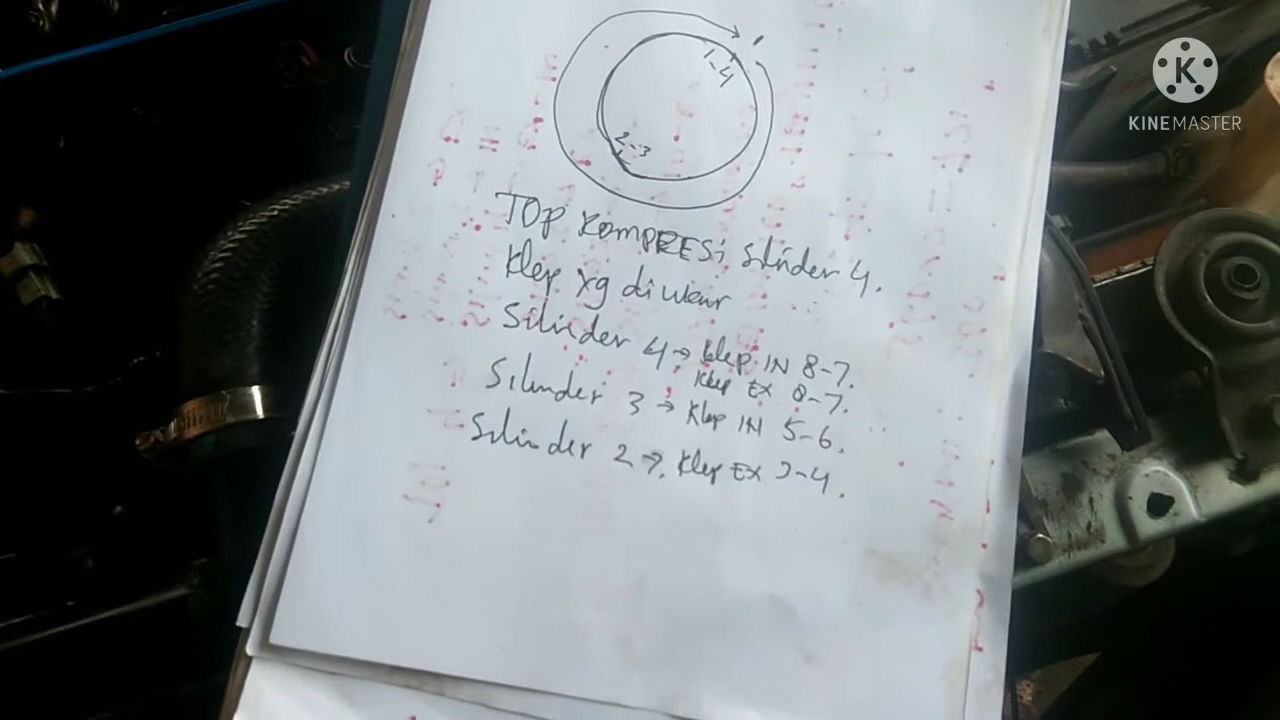 1-4
2-3
TOP KOMPRESi Silinder 4.
Klep yg di
Silinder 4 → Klep IN 8-7.
Klep EX 8-7.
Silinder 3 → Klep IN 5-6.
Silinder 2 → Klep EX 3-4.
KINEMASTER